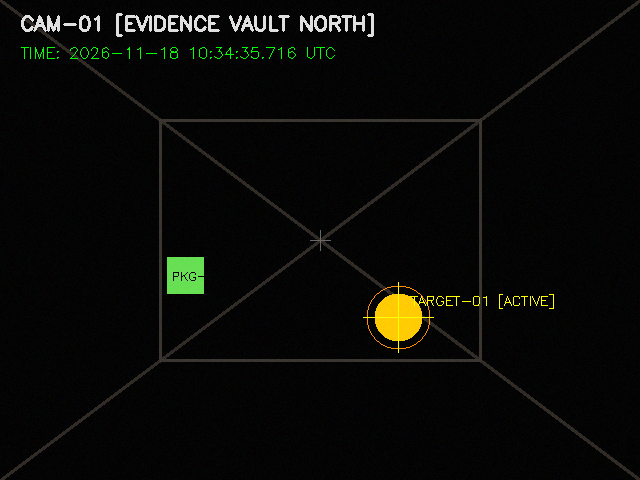 CAM-01 [EVIDENCE VAULT NORTH]
TIME: 2026-11-18 10:34:35.716 UTC
PKG-
TARGET-01 [ACTIVE]